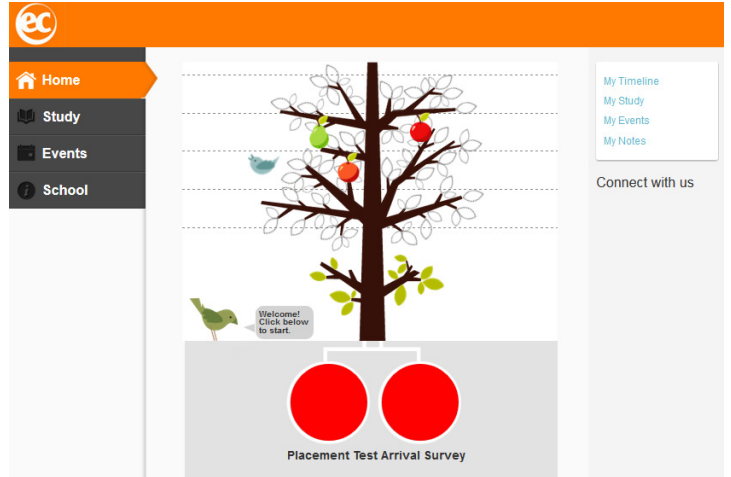 ec
Home
Study
Events
School
Welcome!
Click below
to start.
Placement Test Arrival Survey
My Timeline
My Study
My Events
My Notes
Connect with us